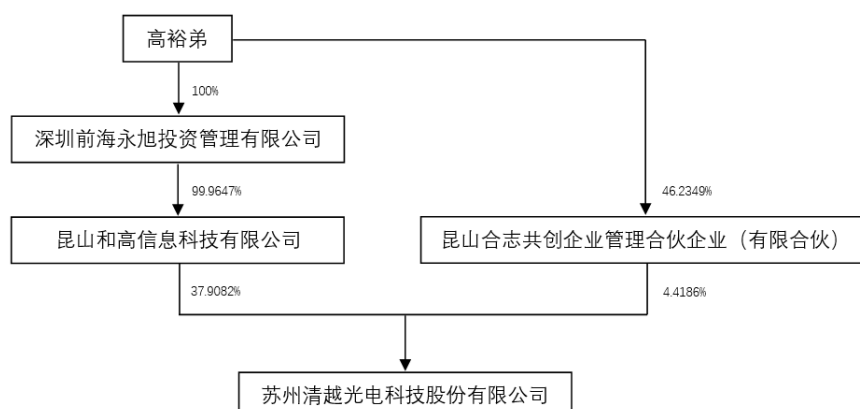 高裕弟
100%
深圳前海永旭投资管理有限公司
99.9647%
46.2349%
昆山和高信息科技有限公司
昆山合志共创企业管理合伙企业（有限合伙）
37.9082%
4.4186%
苏州清越光电科技股份有限公司